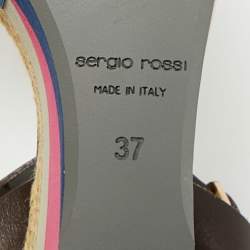 sergio rossi
MADE IN ITALY
37